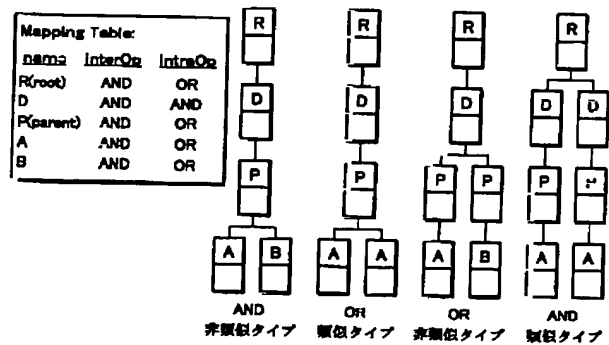 Mapping Table:
name interOp IntraOp
R(root) AND OR
D AND AND
P(parent) AND OR
A AND OR
B AND OR
R
D
P
A B
AND
非類似タイプ
R
D
P
A A
OR
類似タイプ
R
D
P P
A B
OR
非類似タイプ
R
D D
P
A A
AND
類似タイプ